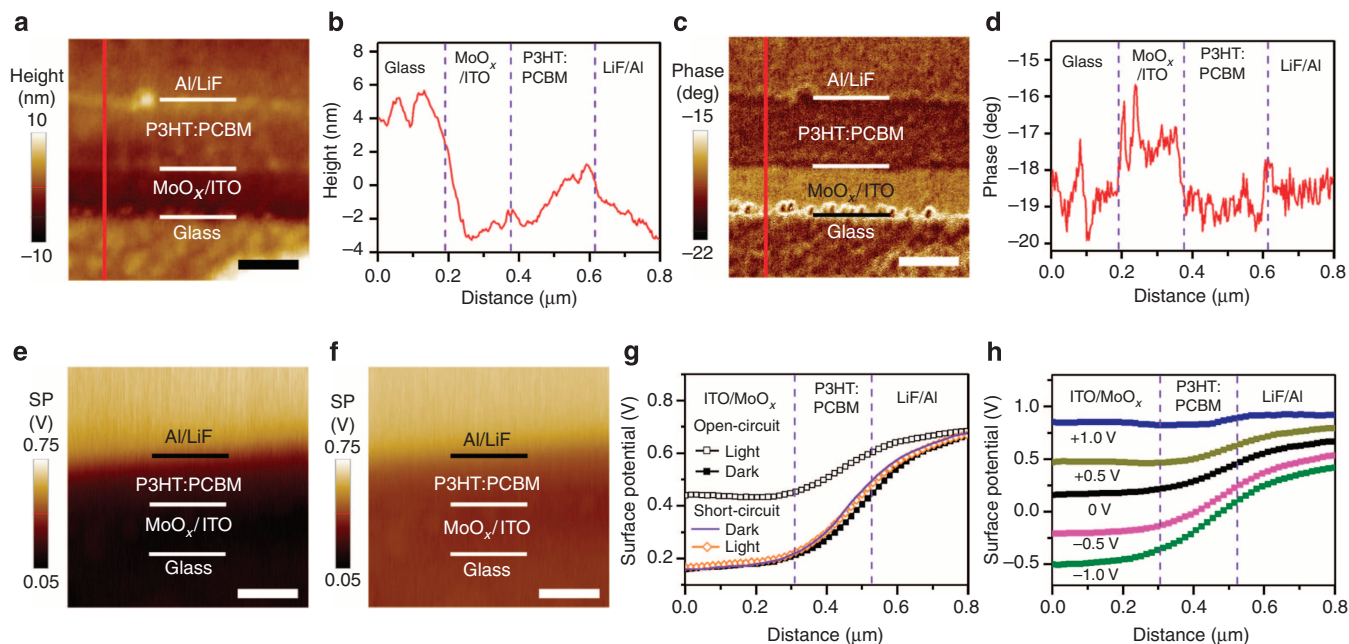 a
Height
(nm)
10
−10
Al/LiF
P3HT:PCBM
MoOx/ITO
Glass
b
Height (nm)
8
6
4
2
0
−2
−4
Glass
MoOx
/ITO
P3HT:
PCBM
LiF/Al
0.0 0.2 0.4 0.6 0.8
Distance (μm)
c
Phase
(deg)
−15
−22
Al/LiF
P3HT:PCBM
MoOx/ITO
Glass
d
Phase (deg)
−15
−16
−17
−18
−19
−20
Glass
MoOx
/ITO
P3HT:
PCBM
LiF/Al
0.0 0.2 0.4 0.6 0.8
Distance (μm)
e
SP
(V)
0.75
0.05
Al/LiF
P3HT:PCBM
MoOx/ITO
Glass
f
SP
(V)
0.75
0.05
Al/LiF
P3HT:PCBM
MoOx/ITO
Glass
g
Surface potential (V)
0.8
0.6
0.4
0.2
ITO/MoOx
P3HT:
PCBM
LiF/Al
Open-circuit
Light
Dark
Short-circuit
Dark
Light
0.0 0.2 0.4 0.6 0.8
Distance (μm)
h
Surface potential (V)
1.0
0.5
0.0
−0.5
ITO/MoOx
P3HT:
PCBM
LiF/Al
+1.0 V
+0.5 V
0 V
−0.5 V
−1.0 V
0.0 0.2 0.4 0.6 0.8
Distance (μm)